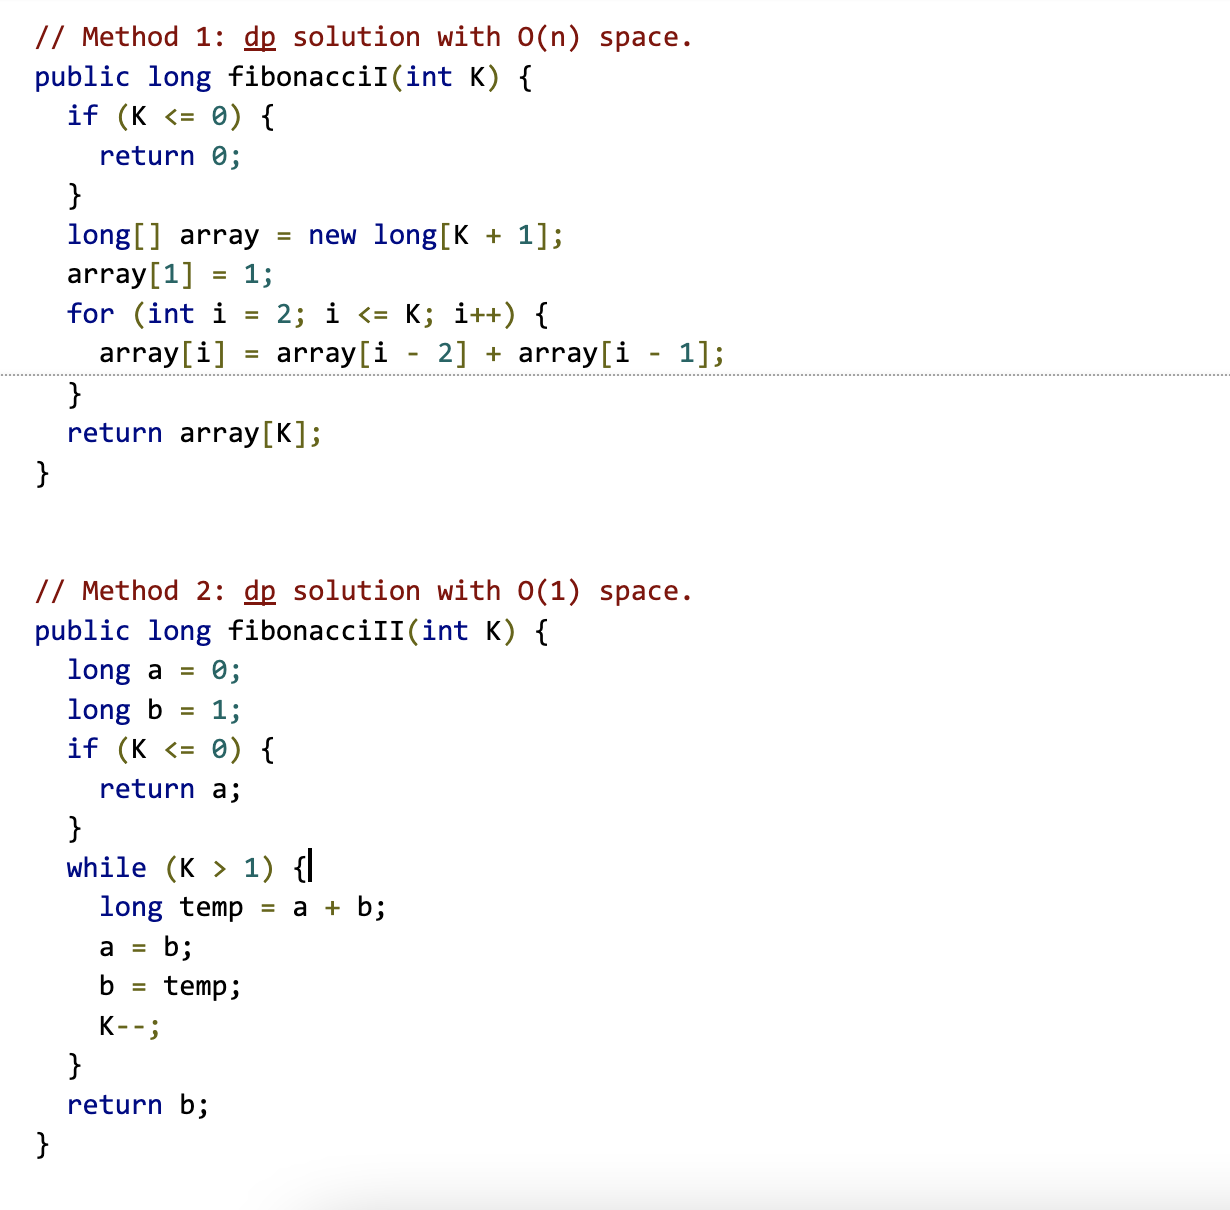 // Method 1: dp solution with O(n) space.
public long fibonacciI(int K) {
  if (K <= 0) {
    return 0;
  }
  long[] array = new long[K + 1];
  array[1] = 1;
  for (int i = 2; i <= K; i++) {
    array[i] = array[i - 2] + array[i - 1];
  }
  return array[K];
}
// Method 2: dp solution with O(1) space.
public long fibonacciII(int K) {
  long a = 0;
  long b = 1;
  if (K <= 0) {
    return a;
  }
  while (K > 1) {
    long temp = a + b;
    a = b;
    b = temp;
    K--;
  }
  return b;
}